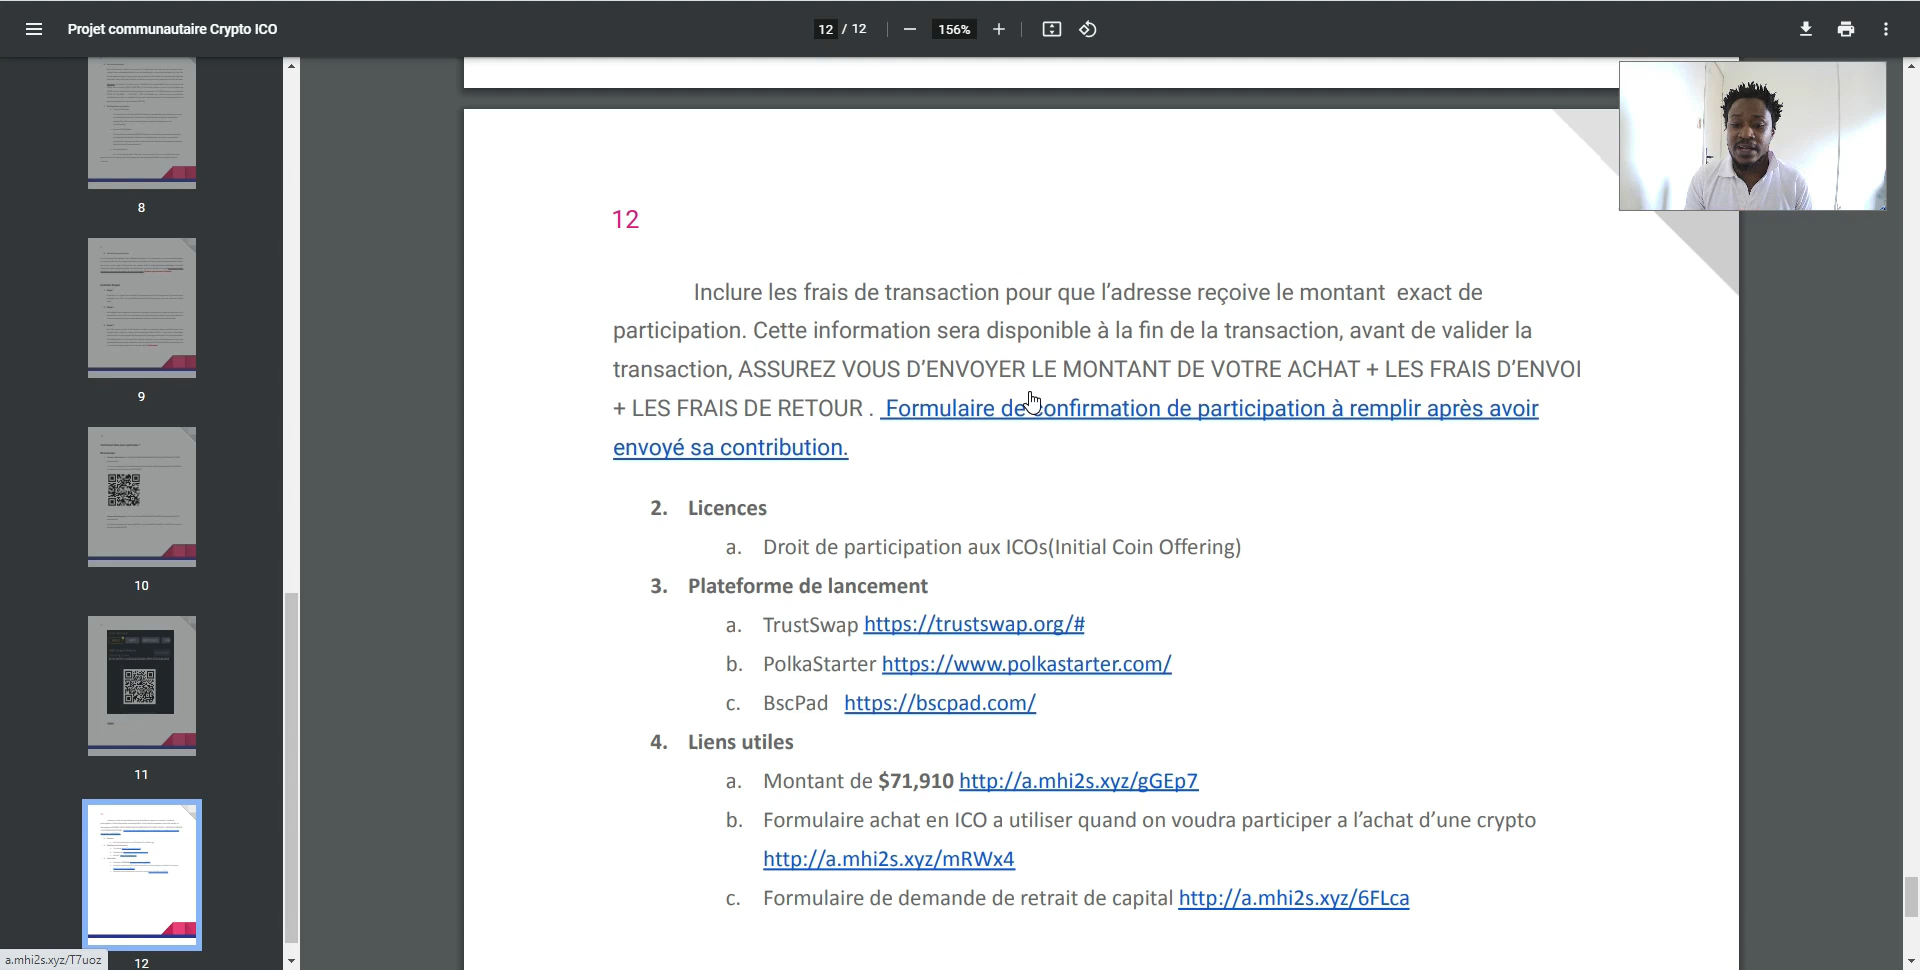 Projet communautaire Crypto ICO
12 / 12
156%
8
9
10
11
12
12
Inclure les frais de transaction pour que l’adresse reçoive le montant exact de
participation. Cette information sera disponible à la fin de la transaction, avant de valider la
transaction, ASSUREZ VOUS D’ENVOYER LE MONTANT DE VOTRE ACHAT + LES FRAIS D’ENVOI
+ LES FRAIS DE RETOUR . Formulaire de confirmation de participation à remplir après avoir
envoyé sa contribution.
2. Licences
a. Droit de participation aux ICOs(Initial Coin Offering)
3. Plateforme de lancement
a. TrustSwap https://trustswap.org/#
b. PolkaStarter https://www.polkastarter.com/
c. BscPad https://bscpad.com/
4. Liens utiles
a. Montant de $71,910 http://a.mhi2s.xyz/gGEp7
b. Formulaire achat en ICO a utiliser quand on voudra participer a l’achat d’une crypto
http://a.mhi2s.xyz/mRWx4
c. Formulaire de demande de retrait de capital http://a.mhi2s.xyz/6FLca
a.mhi2s.xyz/T7uoz